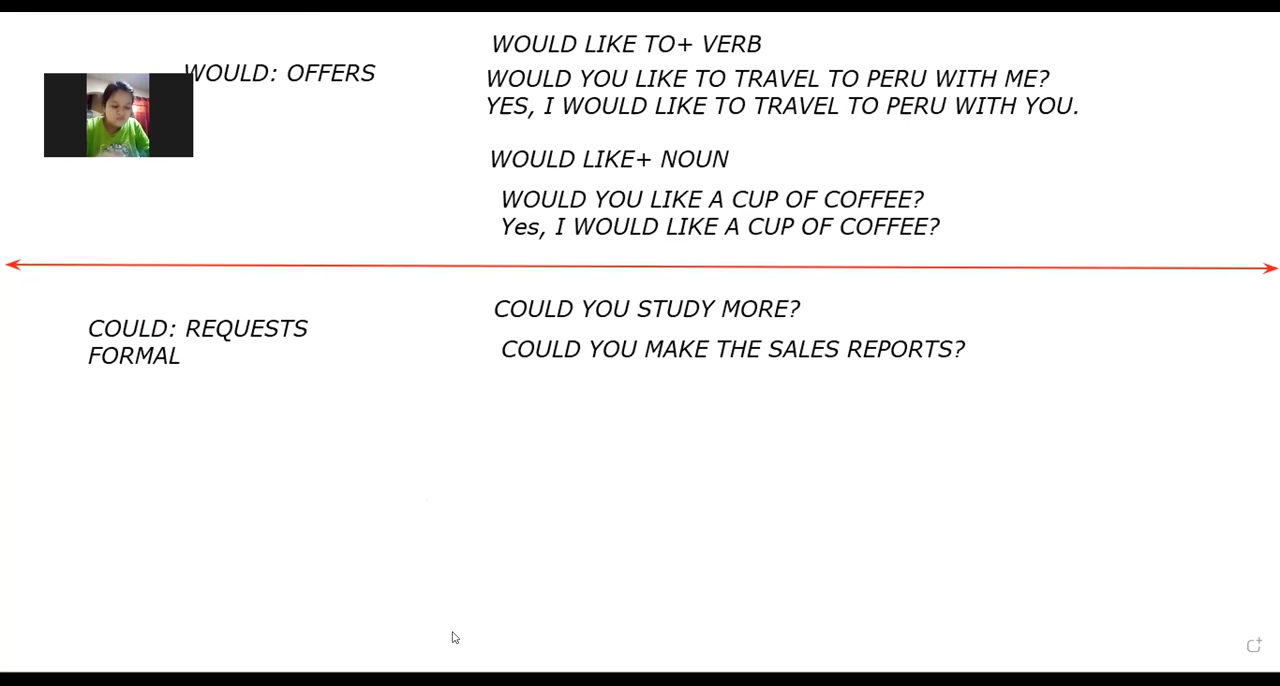 WOULD: OFFERS
WOULD LIKE TO+ VERB
WOULD YOU LIKE TO TRAVEL TO PERU WITH ME?
YES, I WOULD LIKE TO TRAVEL TO PERU WITH YOU.
WOULD LIKE+ NOUN
WOULD YOU LIKE A CUP OF COFFEE?
Yes, I WOULD LIKE A CUP OF COFFEE?
COULD: REQUESTS
FORMAL
COULD YOU STUDY MORE?
COULD YOU MAKE THE SALES REPORTS?